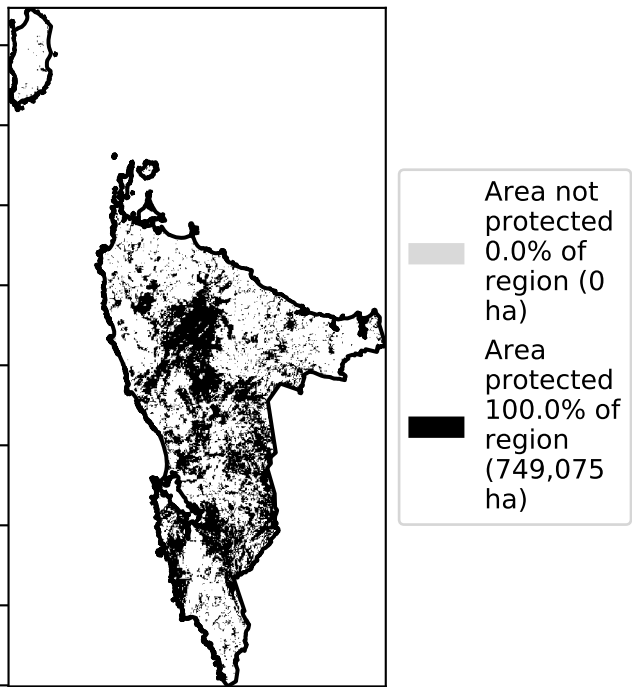 Area not
protected
0.0% of
region (0
ha)
Area
protected
100.0% of
region
(749,075
ha)